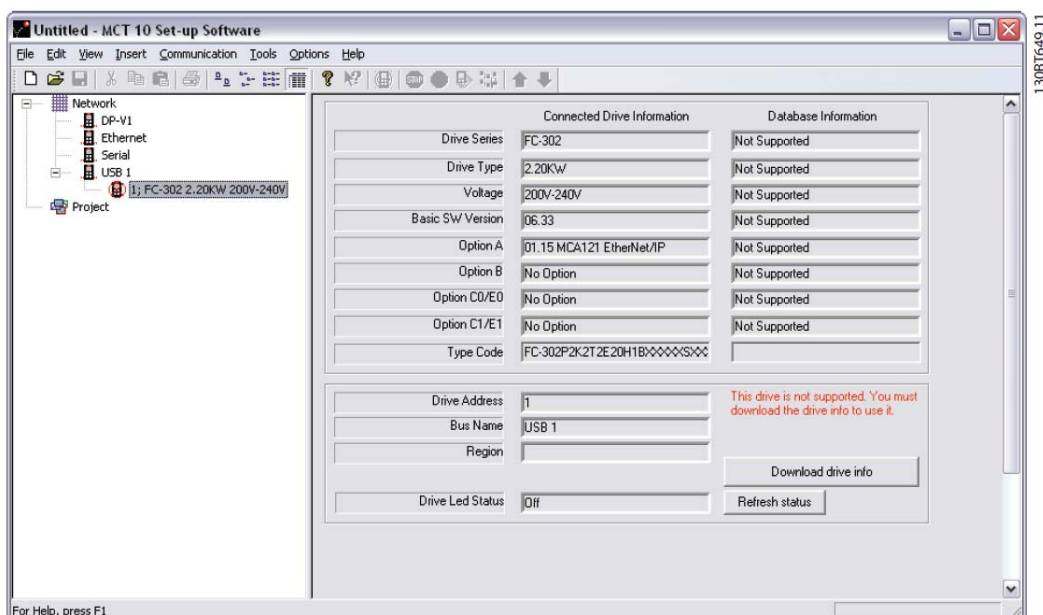 Untitled - MCT 10 Set-up Software
130BT649.11
File Edit View Insert Communication Tools Options Help
Network
DP-V1
Ethernet
Serial
USB 1
1; FC-302 2.20KW 200V-240V
Project
Connected Drive Information Database Information
Drive Series FC-302 Not Supported
Drive Type 2.20KW Not Supported
Voltage 200V-240V Not Supported
Basic SW Version 06.33 Not Supported
Option A 01.15 MCA121 EtherNet/IP Not Supported
Option B No Option Not Supported
Option C0/E0 No Option Not Supported
Option C1/E1 No Option Not Supported
Type Code FC-302P2K2T2E20H1BXXXXXSXX
Drive Address 1
Bus Name USB 1
Region
This drive is not supported. You must
download the drive info to use it.
Download drive info
Drive Led Status Off Refresh status
For Help, press F1